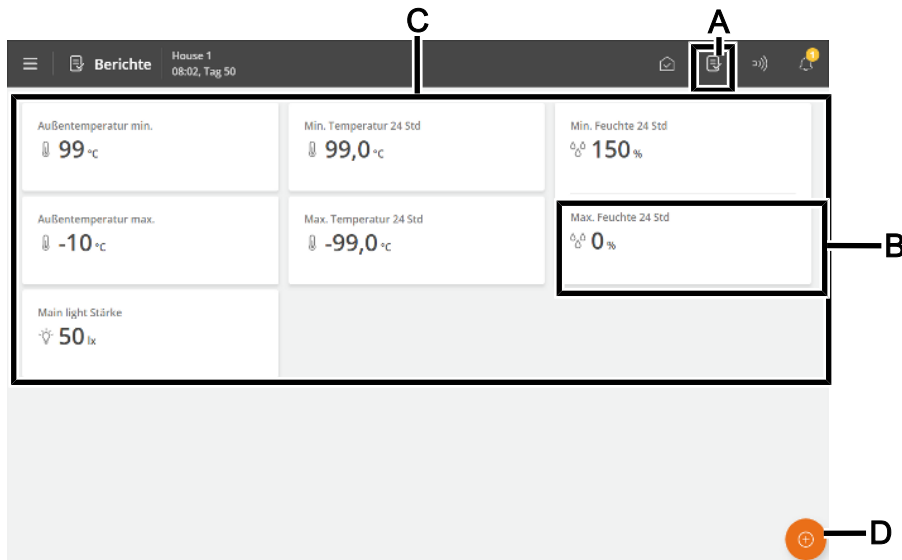 C
A
Berichte
House 1
08:02, Tag 50
1
Außentemperatur min.
99 °C
Min. Temperatur 24 Std
99,0 °C
Min. Feuchte 24 Std
150 %
Außentemperatur max.
-10 °C
Max. Temperatur 24 Std
-99,0 °C
Max. Feuchte 24 Std
0 %
B
Main light Stärke
50 lx
D